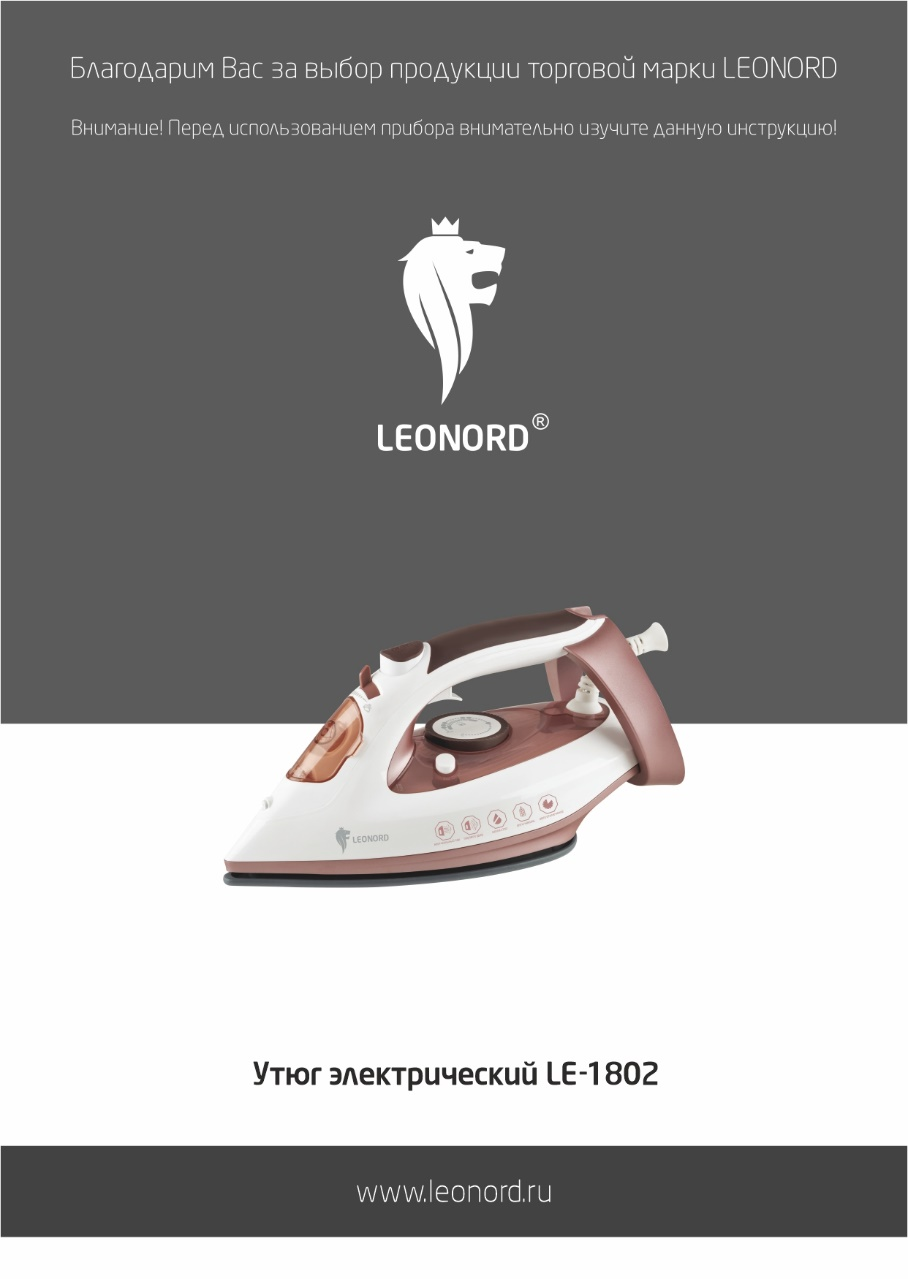 Благодарим Вас за выбор продукции торговой марки LEONORD
Внимание! Перед использованием прибора внимательно изучите данную инструкцию!
LEONORD®
LEONORD
Утюг электрический LE-1802
www.leonord.ru